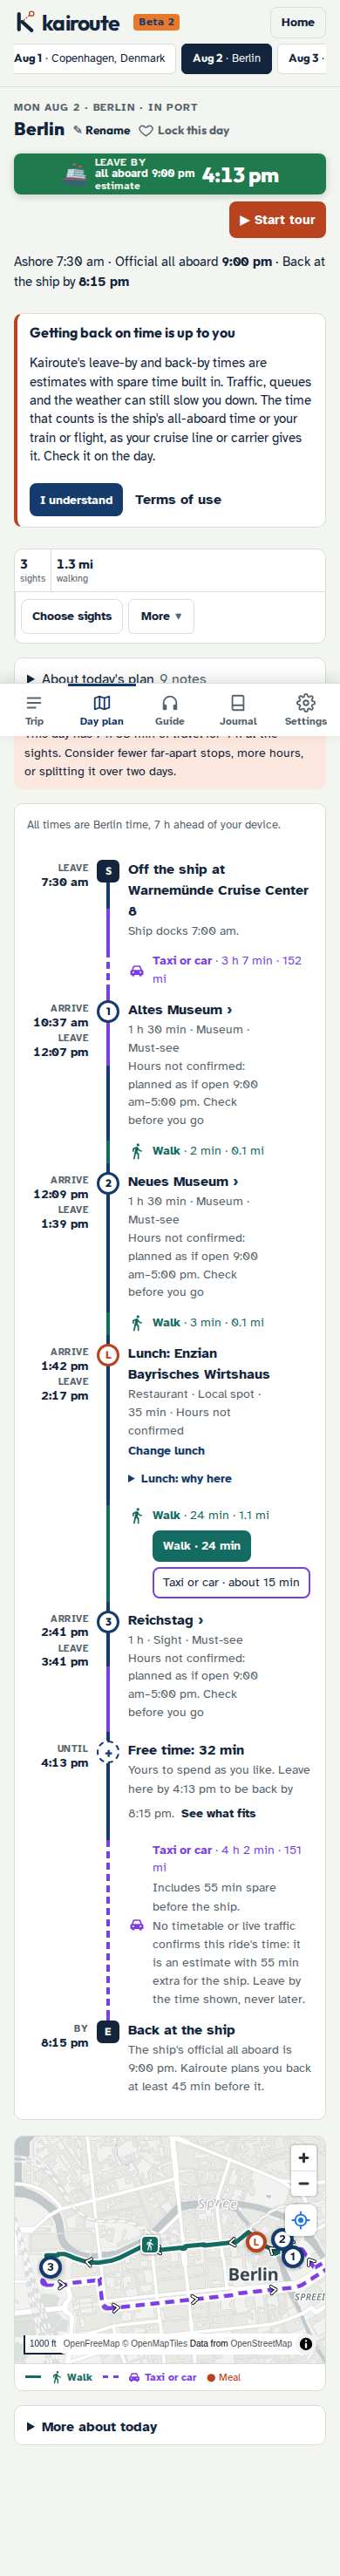 kairoute Beta 2 Home
Aug 1 · Copenhagen, Denmark Aug 2 · Berlin Aug 3 ·
MON AUG 2 · BERLIN · IN PORT
Berlin ✎ Rename Lock this day
LEAVE BY
all aboard 9:00 pm
estimate
4:13 pm
▶ Start tour
Ashore 7:30 am · Official all aboard 9:00 pm · Back at
the ship by 8:15 pm
Getting back on time is up to you
Kairoute's leave-by and back-by times are
estimates with spare time built in. Traffic, queues
and the weather can still slow you down. The time
that counts is the ship's all-aboard time or your
train or flight, as your cruise line or carrier gives
it. Check it on the day.
I understand Terms of use
3 1.3 mi
sights walking
Choose sights More ▾
▶ About today's plan 9 notes
Trip Day plan Guide Journal Settings
sights. Consider fewer far-apart stops, more hours,
or splitting it over two days.
All times are Berlin time, 7 h ahead of your device.
LEAVE
7:30 am
S
Off the ship at
Warnemünde Cruise Center
8
Ship docks 7:00 am.
Taxi or car · 3 h 7 min · 152
mi
ARRIVE
10:37 am
LEAVE
12:07 pm
1
Altes Museum ›
1 h 30 min · Museum ·
Must-see
Hours not confirmed:
planned as if open 9:00
am–5:00 pm. Check
before you go
Walk · 2 min · 0.1 mi
ARRIVE
12:09 pm
LEAVE
1:39 pm
2
Neues Museum ›
1 h 30 min · Museum ·
Must-see
Hours not confirmed:
planned as if open 9:00
am–5:00 pm. Check
before you go
Walk · 3 min · 0.1 mi
ARRIVE
1:42 pm
LEAVE
2:17 pm
L
Lunch: Enzian
Bayrisches Wirtshaus
Restaurant · Local spot ·
35 min · Hours not
confirmed
Change lunch
▶ Lunch: why here
Walk · 24 min · 1.1 mi
Walk · 24 min
Taxi or car · about 15 min
ARRIVE
2:41 pm
LEAVE
3:41 pm
3
Reichstag ›
1 h · Sight · Must-see
Hours not confirmed:
planned as if open 9:00
am–5:00 pm. Check
before you go
UNTIL
4:13 pm
+
Free time: 32 min
Yours to spend as you like. Leave
here by 4:13 pm to be back by
8:15 pm. See what fits
Taxi or car · 4 h 2 min · 151
mi
Includes 55 min spare
before the ship.
No timetable or live traffic
confirms this ride's time: it
is an estimate with 55 min
extra for the ship. Leave by
the time shown, never later.
BY
8:15 pm
E
Back at the ship
The ship's official all aboard is
9:00 pm. Kairoute plans you back
at least 45 min before it.
+
−
Spree
3
L
2
1
Berlin
SPREEI
1000 ft OpenFreeMap © OpenMapTiles Data from OpenStreetMap
Walk Taxi or car Meal
▶ More about today